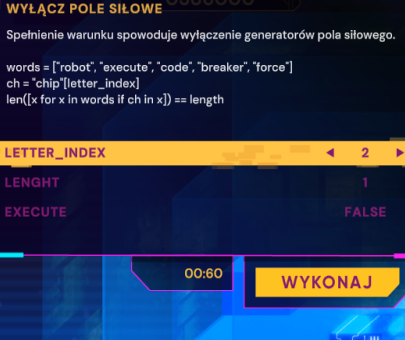 WYŁĄCZ POLE SIŁOWE
Spełnienie warunku spowoduje wyłączenie generatorów pola siłowego.
words = ["robot", "execute", "code", "breaker", "force"]
ch = "chip"[letter_index]
len([x for x in words if ch in x]) == length
LETTER_INDEX ◀ 2 ▶
LENGHT 1
EXECUTE FALSE
00:60
WYKONAJ